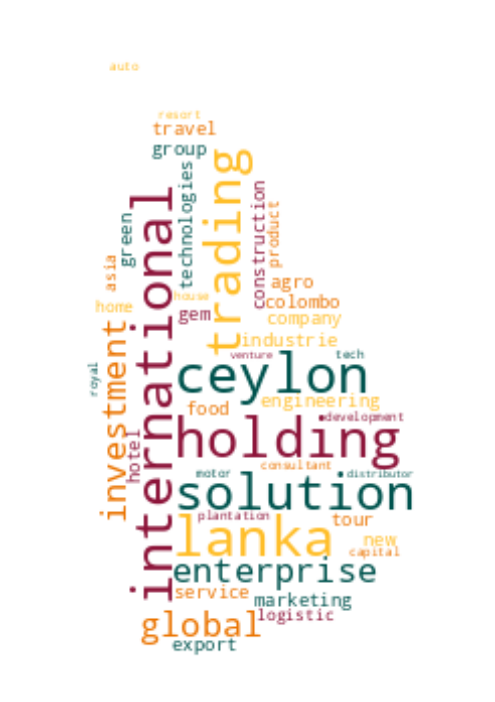 auto
resort
travel
group
technologies
trading
international
green
construction
product
asia
agro
house
colombo
home
gem
company
industrie
investment
venture
tech
royal
ceylon
engineering
food
development
holding
hotel
consultant
motor
distributor
solution
plantation
tour
lanka
new
capital
enterprise
service
marketing
logistic
global
export